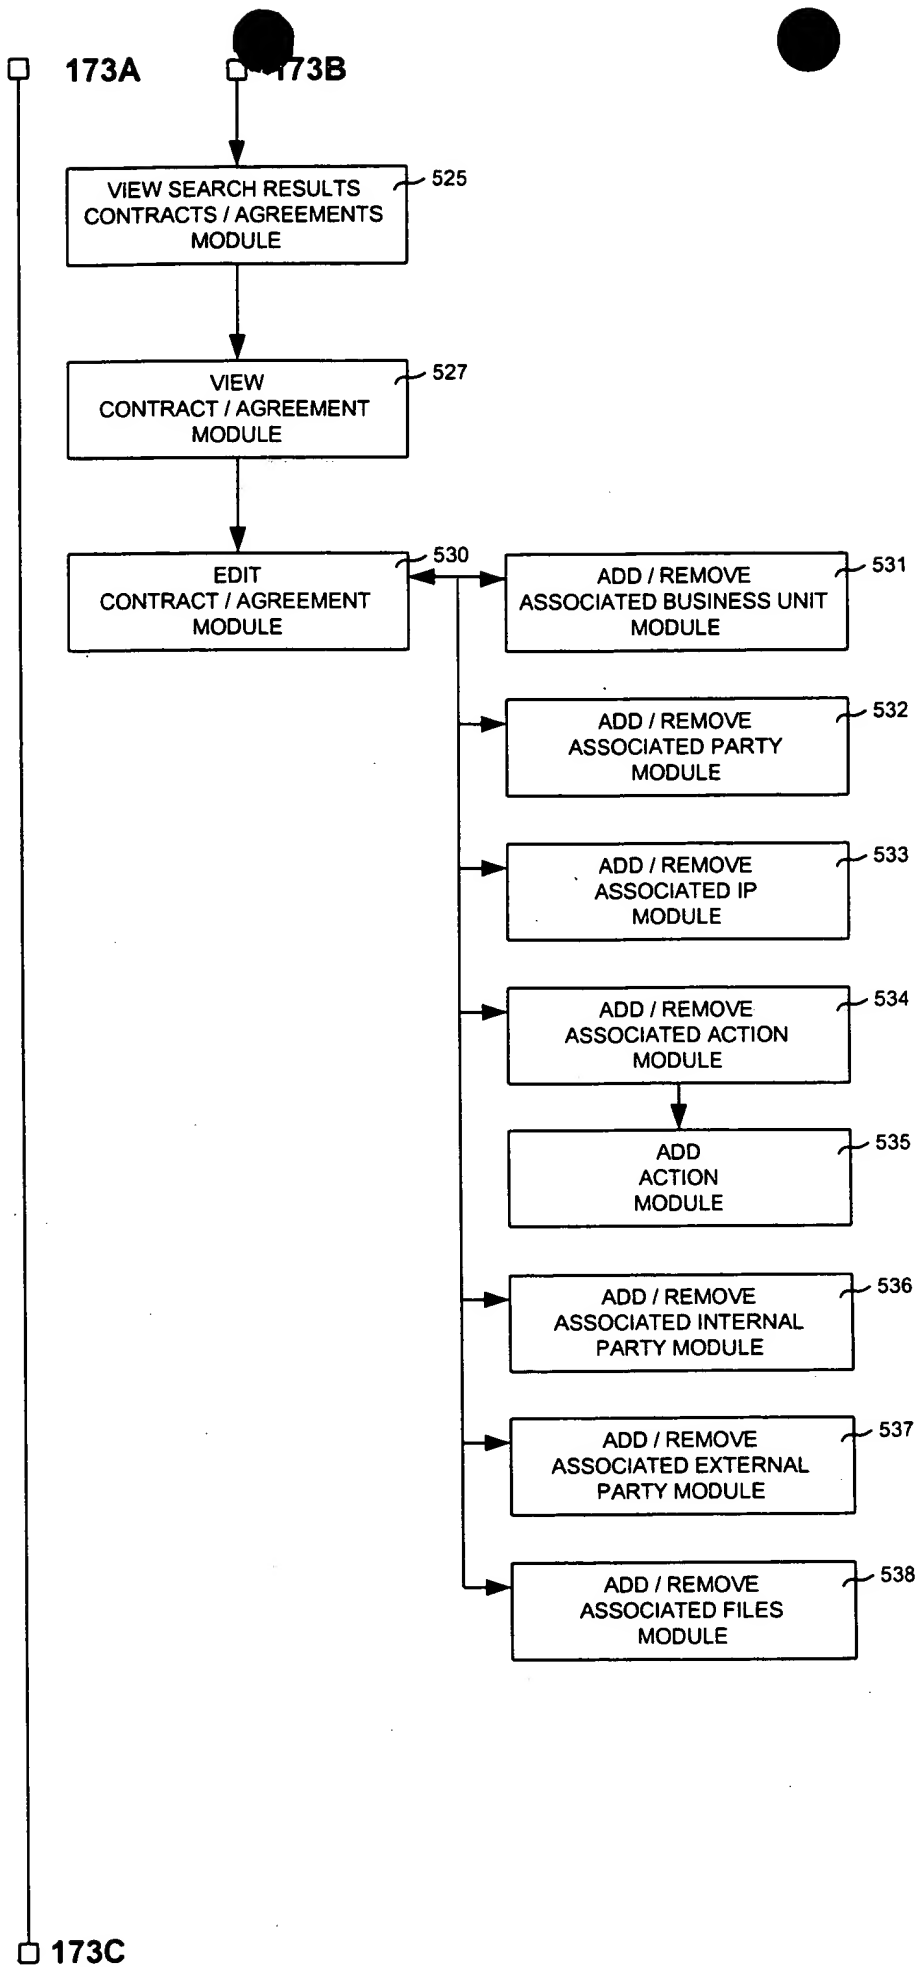 173A
173B
VIEW SEARCH RESULTS
CONTRACTS / AGREEMENTS
MODULE
525
VIEW
CONTRACT / AGREEMENT
MODULE
527
EDIT
CONTRACT / AGREEMENT
MODULE
530
ADD / REMOVE
ASSOCIATED BUSINESS UNIT
MODULE
531
ADD / REMOVE
ASSOCIATED PARTY
MODULE
532
ADD / REMOVE
ASSOCIATED IP
MODULE
533
ADD / REMOVE
ASSOCIATED ACTION
MODULE
534
ADD
ACTION
MODULE
535
ADD / REMOVE
ASSOCIATED INTERNAL
PARTY MODULE
536
ADD / REMOVE
ASSOCIATED EXTERNAL
PARTY MODULE
537
ADD / REMOVE
ASSOCIATED FILES
MODULE
538
173C